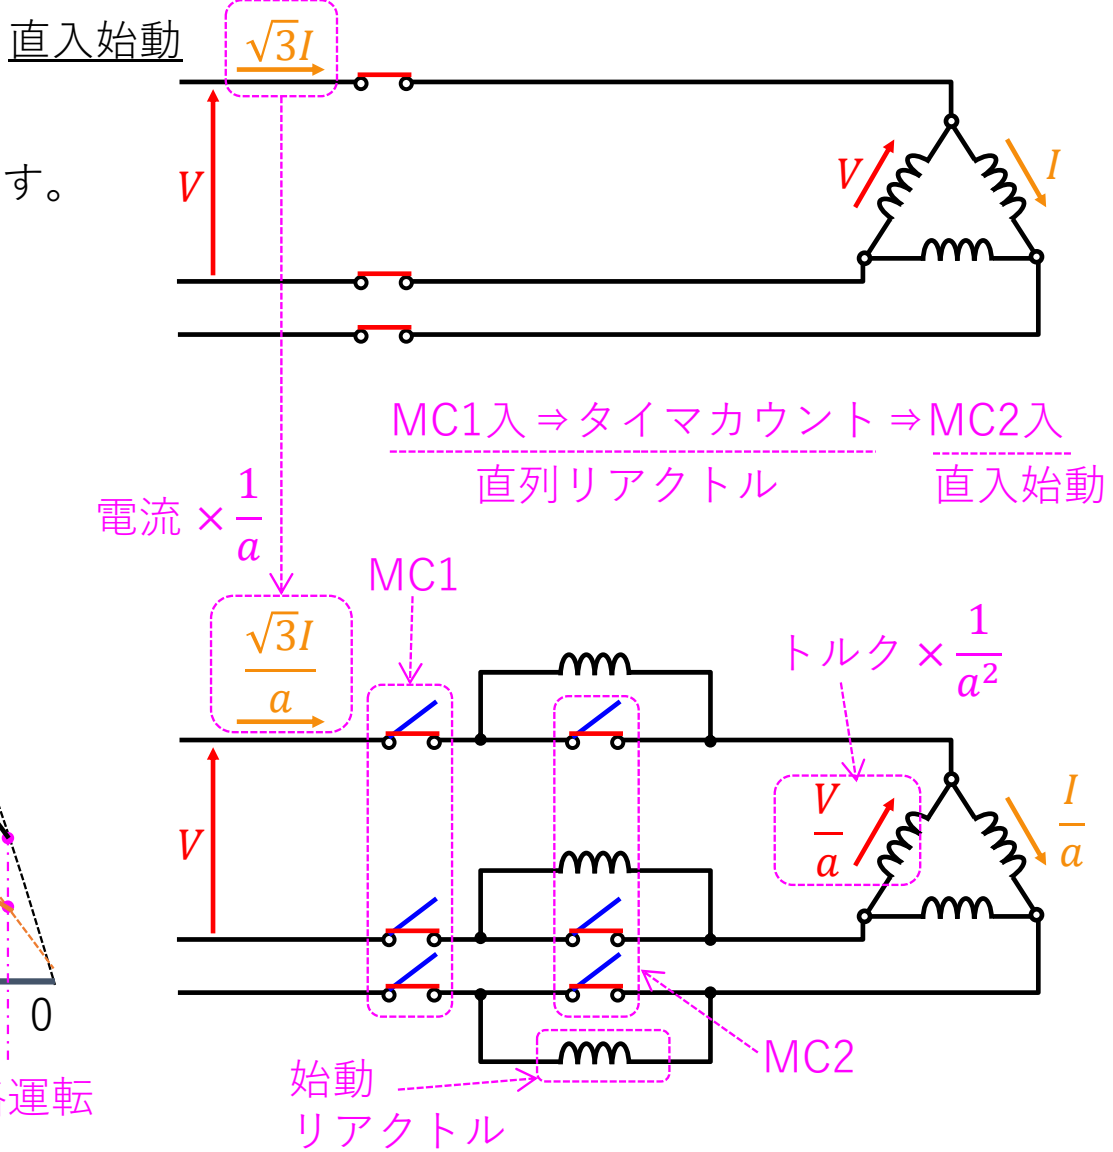 直入始動
√3I
V
す。
V
I
MC1入⇒タイマカウント⇒MC2入
直列リアクトル
直入始動
電流 × 1/a
MC1
√3I/a
トルク × 1/a²
V
V/a
I/a
0
MC2
運転
始動
リアクトル